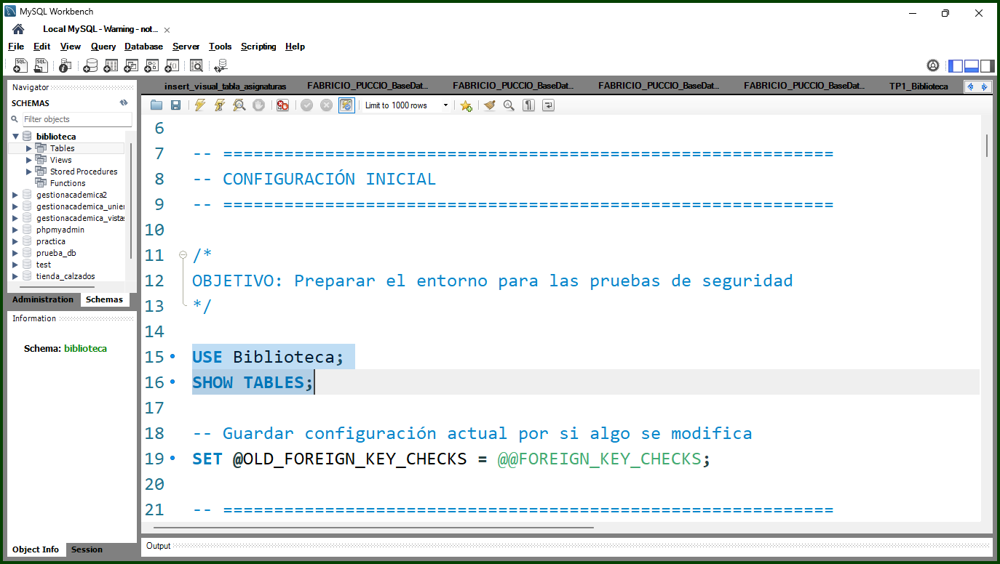 MySQL Workbench
Local MySQL - Warning - not...
File Edit View Query Database Server Tools Scripting Help
Navigator
SCHEMAS
Filter objects
biblioteca
Tables
Views
Stored Procedures
Functions
gestionacademica2
gestionacademica_unier
gestionacademica_vistas
phpmyadmin
practica
prueba_db
test
tienda_calzados
Administration Schemas
Information
Schema: biblioteca
Object Info Session
insert_visual_tabla_asignaturas FABRICIO_PUCCIO_BaseDat... FABRICIO_PUCCIO_BaseDat... FABRICIO_PUCCIO_BaseDat... FABRICIO_PUCCIO_BaseDat... TP1_Biblioteca
Limit to 1000 rows
6
7 -- ============================================================
8 -- CONFIGURACIÓN INICIAL
9 -- ============================================================
10
11 /*
12 OBJETIVO: Preparar el entorno para las pruebas de seguridad
13 */
14
15 USE Biblioteca;
16 SHOW TABLES;
17
18 -- Guardar configuración actual por si algo se modifica
19 SET @OLD_FOREIGN_KEY_CHECKS = @@FOREIGN_KEY_CHECKS;
20
21 -- ============================================================
Output